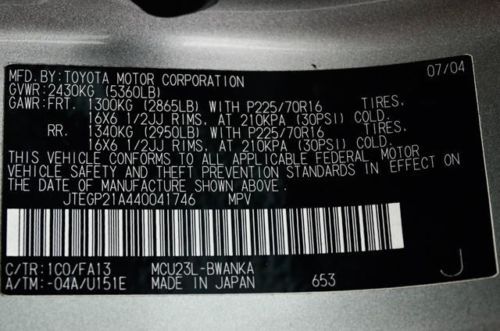 MFD.BY:TOYOTA MOTOR CORPORATION 07/04
GVWR:2430KG (5360LB)
GAWR:FRT. 1300KG (2865LB) WITH P225/70R16 TIRES.
16X6 1/2JJ RIMS. AT 210KPA (30PSI) COLD.
RR. 1340KG (2950LB) WITH P225/70R16 TIRES.
16X6 1/2JJ RIMS. AT 210KPA (30PSI) COLD.
THIS VEHICLE CONFORMS TO ALL APPLICABLE FEDERAL MOTOR
VEHICLE SAFETY AND THEFT PREVENTION STANDARDS IN EFFECT ON
THE DATE OF MANUFACTURE SHOWN ABOVE.
JTEGP21A440041746 MPV
C/TR:1C0/FA13 MCU23L-BWANKA J
A/TM:-04A/U151E MADE IN JAPAN 653